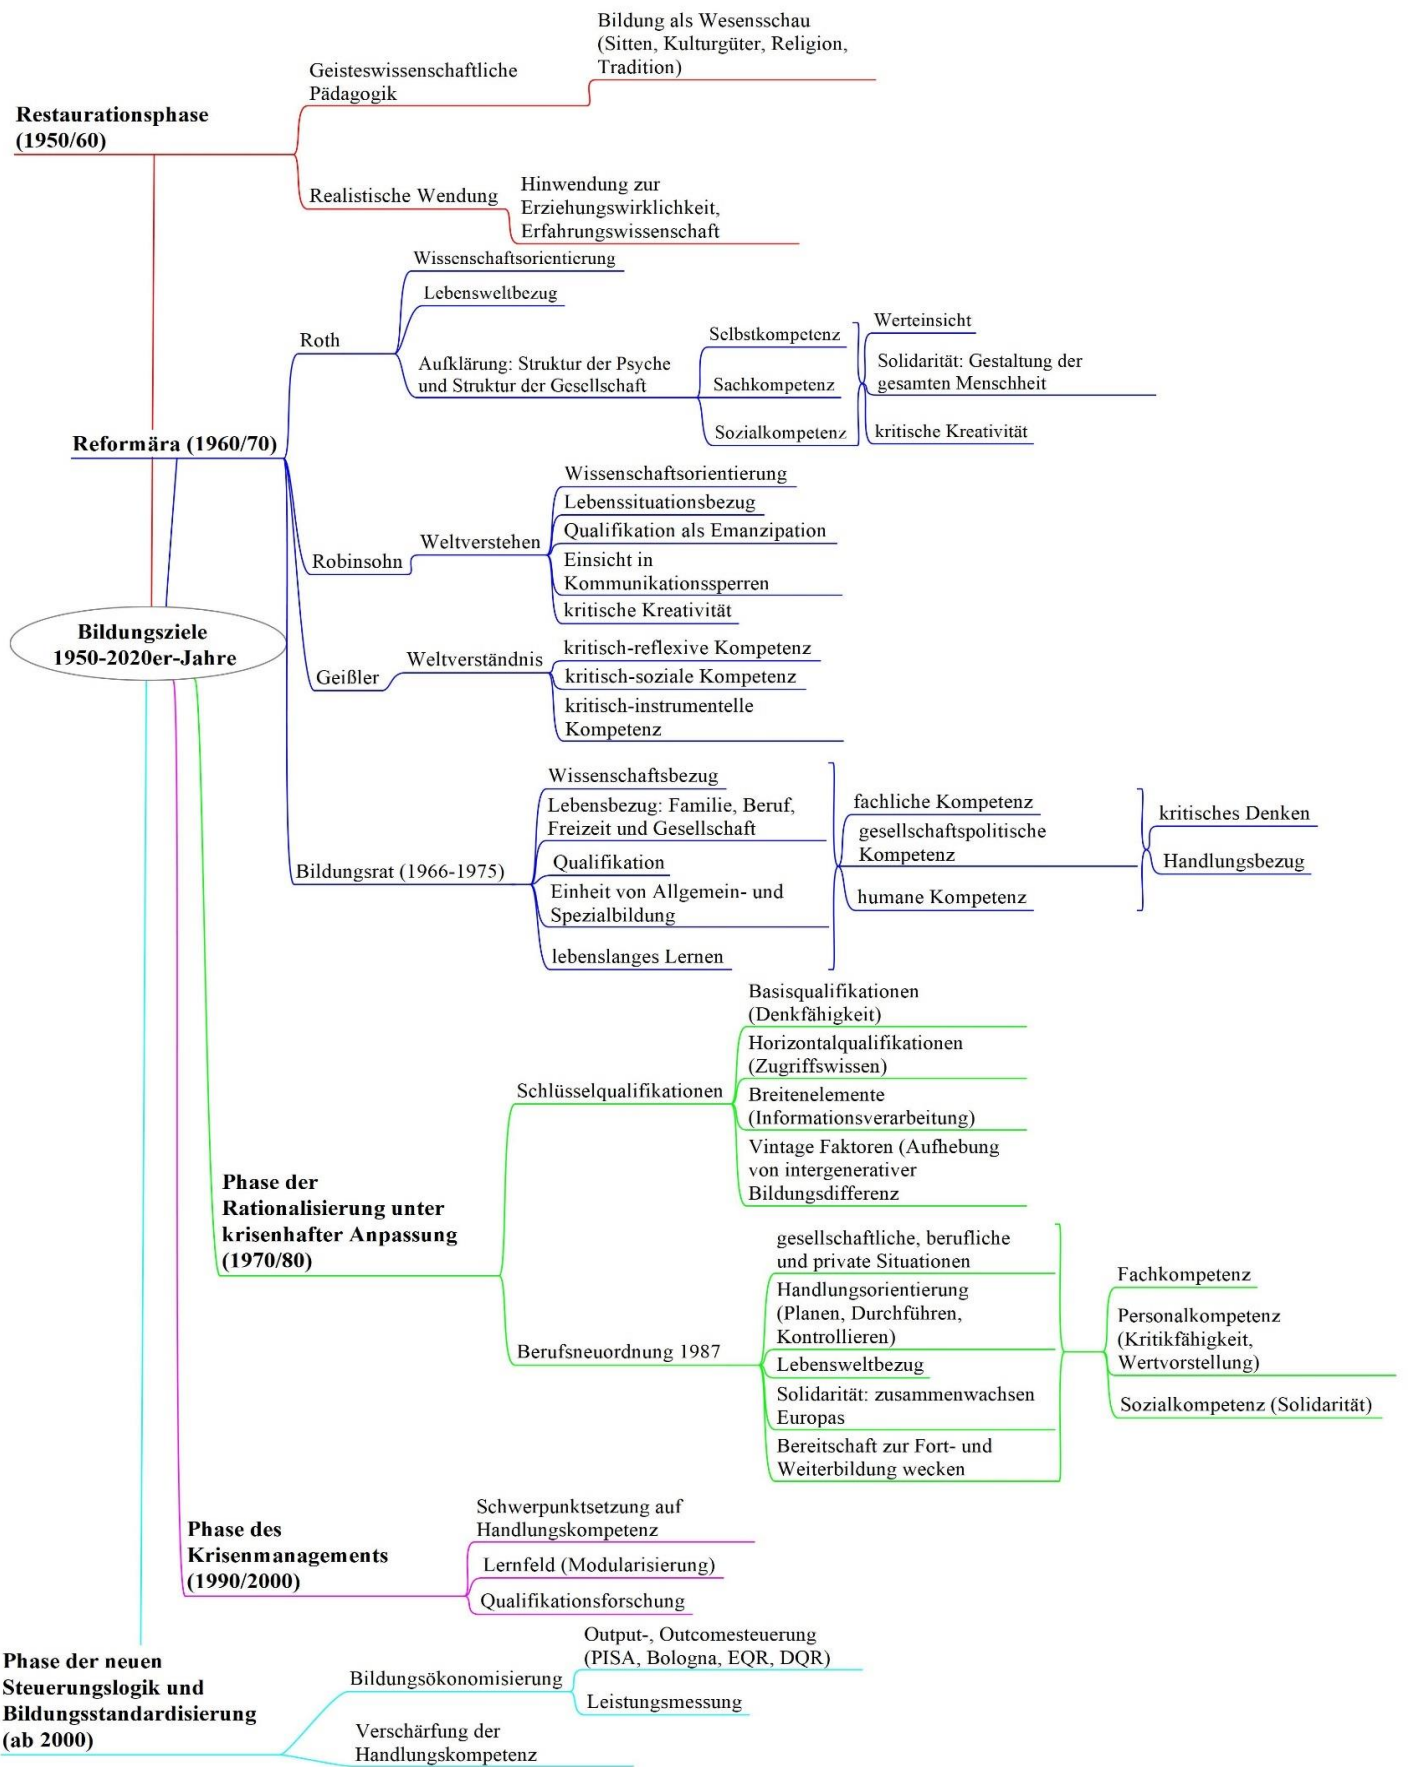 Bildung als Wesensschau
(Sitten, Kulturgüter, Religion,
Tradition)
Geisteswissenschaftliche
Pädagogik
Restaurationsphase
(1950/60)
Realistische Wendung
Hinwendung zur
Erziehungswirklichkeit,
Erfahrungswissenschaft
Wissenschaftsorientierung
Lebensweltbezug
Roth
Aufklärung: Struktur der Psyche
und Struktur der Gesellschaft
Selbstkompetenz
Sachkompetenz
Sozialkompetenz
Werteinsicht
Solidarität: Gestaltung der
gesamten Menschheit
kritische Kreativität
Reformära (1960/70)
Wissenschaftsorientierung
Lebenssituationsbezug
Qualifikation als Emanzipation
Einsicht in
Kommunikationssperren
kritische Kreativität
Weltverstehen
Robinsohn
Bildungsziele
1950-2020er-Jahre
Geißler
Weltverständnis
kritisch-reflexive Kompetenz
kritisch-soziale Kompetenz
kritisch-instrumentelle
Kompetenz
Wissenschaftsbezug
Lebensbezug: Familie, Beruf,
Freizeit und Gesellschaft
Qualifikation
Einheit von Allgemein- und
Spezialbildung
lebenslanges Lernen
Bildungsrat (1966-1975)
fachliche Kompetenz
gesellschaftspolitische
Kompetenz
humane Kompetenz
kritisches Denken
Handlungsbezug
Basisqualifikationen
(Denkfähigkeit)
Horizontalqualifikationen
(Zugriffswissen)
Breitenelemente
(Informationsverarbeitung)
Vintage Faktoren (Aufhebung
von intergenerativer
Bildungsdifferenz
Schlüsselqualifikationen
Phase der
Rationalisierung unter
krisenhafter Anpassung
(1970/80)
Berufsneuordnung 1987
gesellschaftliche, berufliche
und private Situationen
Handlungsorientierung
(Planen, Durchführen,
Kontrollieren)
Lebensweltbezug
Solidarität: zusammenwachsen
Europas
Bereitschaft zur Fort- und
Weiterbildung wecken
Fachkompetenz
Personalkompetenz
(Kritikfähigkeit,
Wertvorstellung)
Sozialkompetenz (Solidarität)
Phase des
Krisenmanagements
(1990/2000)
Schwerpunktsetzung auf
Handlungskompetenz
Lernfeld (Modularisierung)
Qualifikationsforschung
Phase der neuen
Steuerungslogik und
Bildungsstandardisierung
(ab 2000)
Bildungsökonomisierung
Output-, Outcomesteuerung
(PISA, Bologna, EQR, DQR)
Leistungsmessung
Verschärfung der
Handlungskompetenz